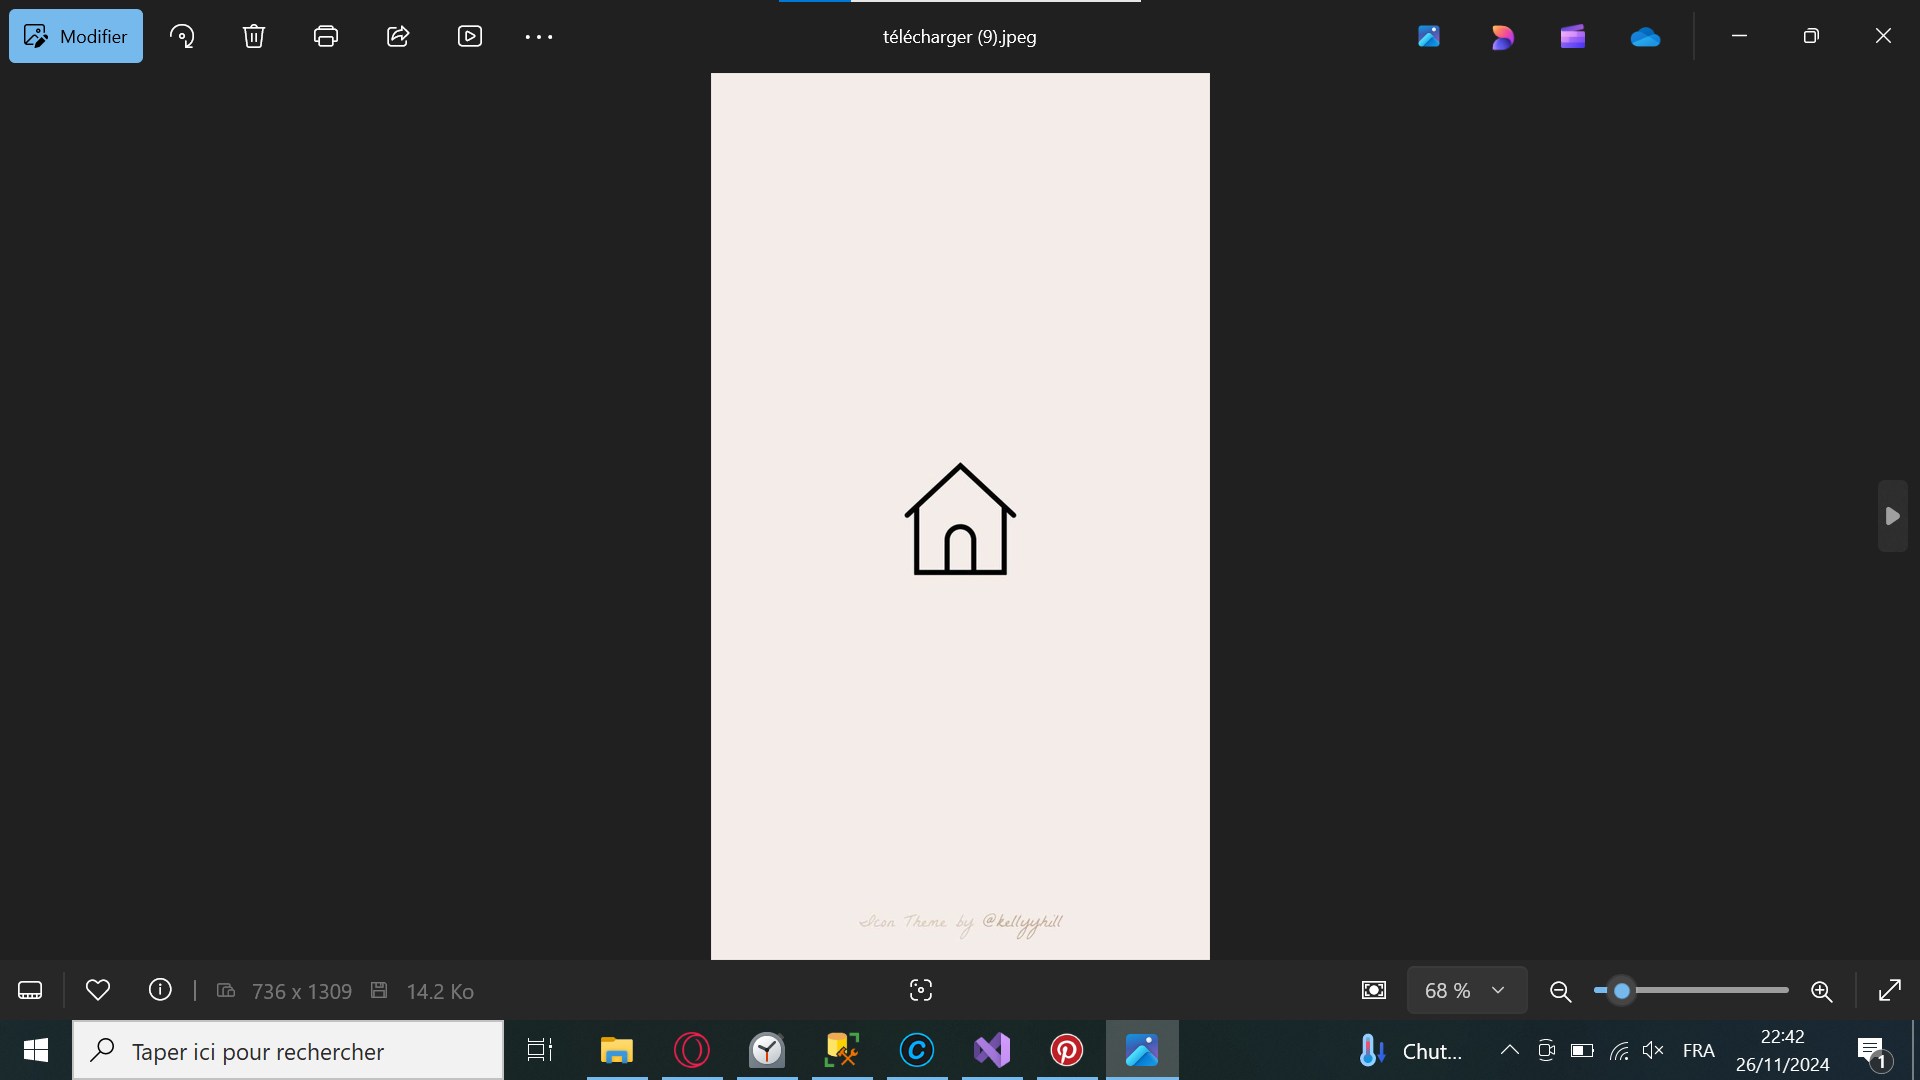 Modifier
télécharger (9).jpeg
Icon Theme by @kellyyhill
736 x 1309
14.2 Ko
68 %
Taper ici pour rechercher
Chut...
FRA
22:42
26/11/2024
1